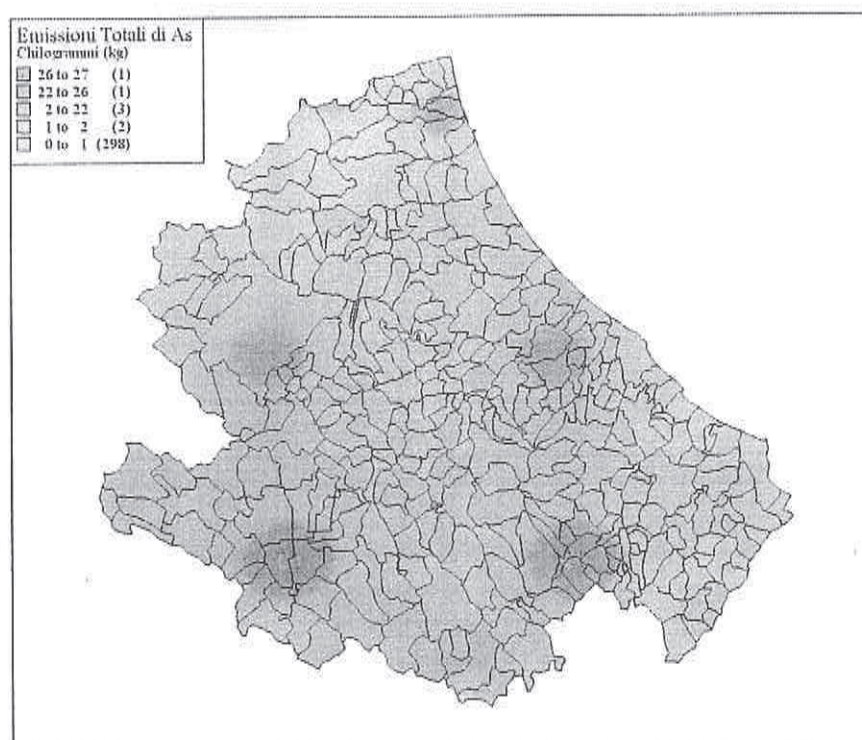 Emissioni Totali di As
Chilogrammi (kg)
26 to 27 (1)
22 to 26 (1)
2 to 22 (3)
1 to 2 (2)
0 to 1 (298)